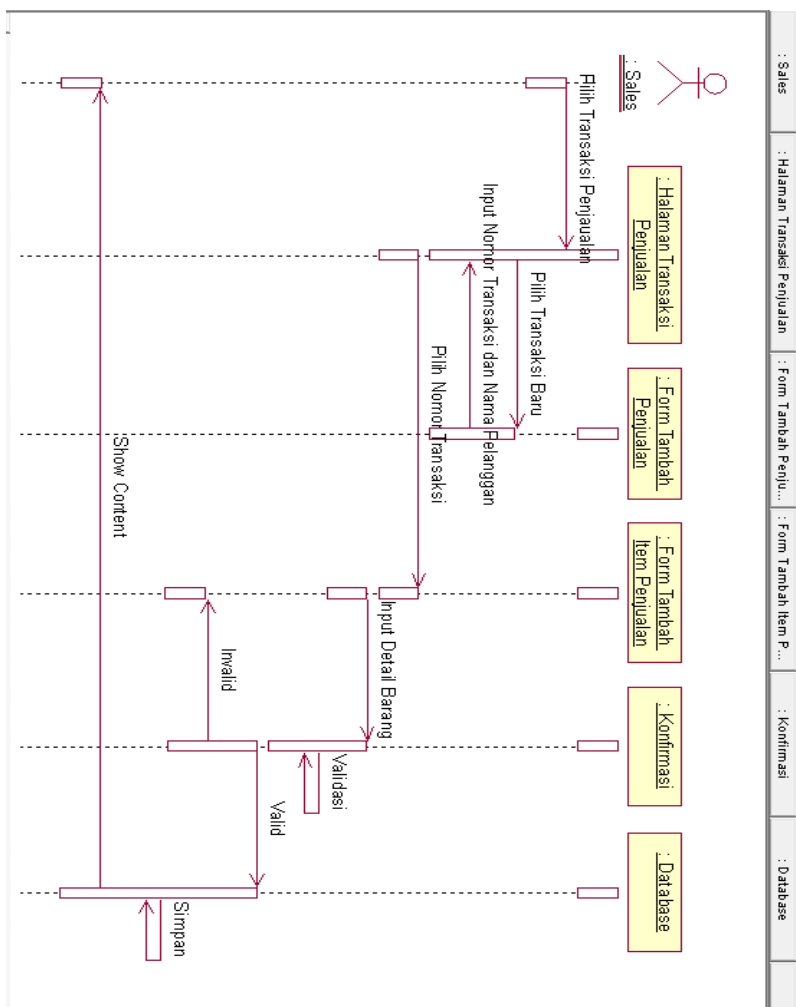 : Sales
: Halaman Transaksi Penjualan
: Form Tambah Penju...
: Form Tambah Item P...
: Konfirmasi
: Database
: Sales
: Halaman Transaksi
Penjualan
: Form Tambah
Penjualan
: Form Tambah
Item Penjualan
: Konfirmasi
: Database
Pilih Transaksi Penjaualan
Pilih Transaksi Baru
Input Nomor Transaksi dan Nama Pelanggan
Pilih Nomor Transaksi
Input Detail Barang
Validasi
Valid
Invalid
Simpan
Show Content